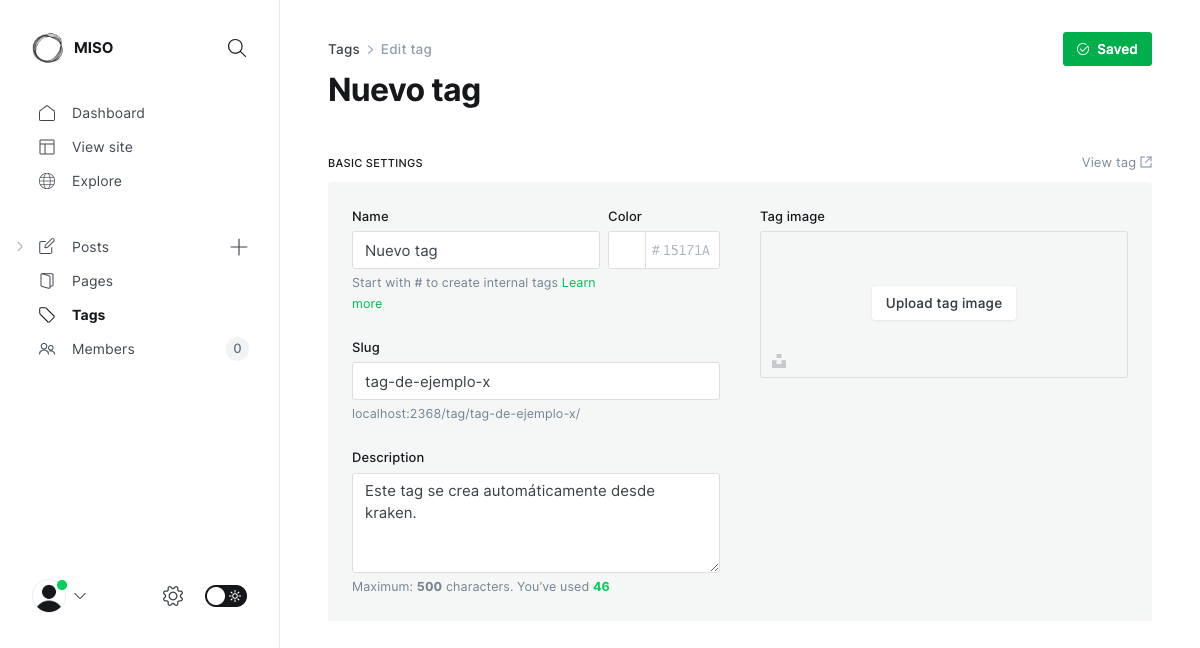 MISO
Dashboard
View site
Explore
Posts
Pages
Tags
Members 0
Tags > Edit tag
Saved
Nuevo tag
BASIC SETTINGS
View tag
Name
Nuevo tag
Start with # to create internal tags Learn
more
Color
# 15171A
Slug
tag-de-ejemplo-x
localhost:2368/tag/tag-de-ejemplo-x/
Description
Este tag se crea automáticamente desde
kraken.
Maximum: 500 characters. You’ve used 46
Tag image
Upload tag image